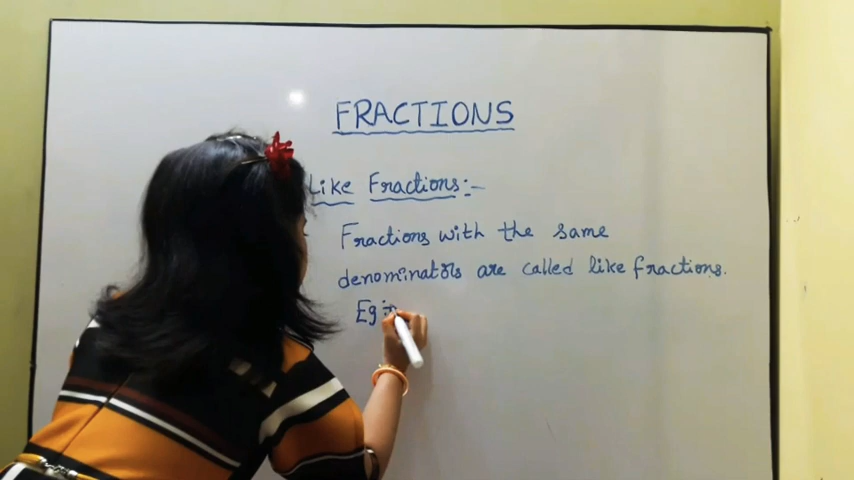 FRACTIONS
Like Fractions:-
Fractions with the same
denominators are called like fractions.
Eg:-